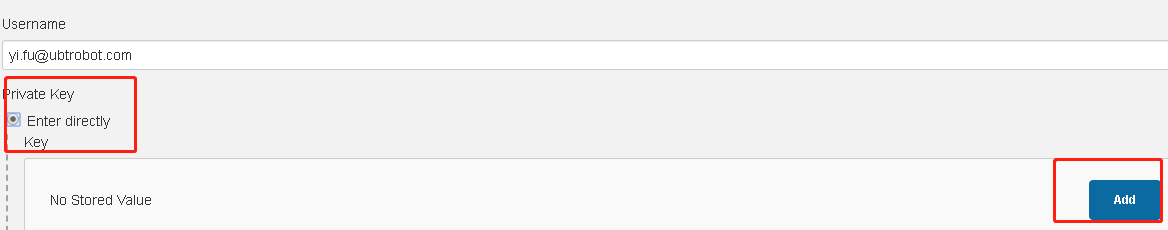 Username
yi.fu@ubtrobot.com
Private Key
Enter directly
Key
No Stored Value
Add